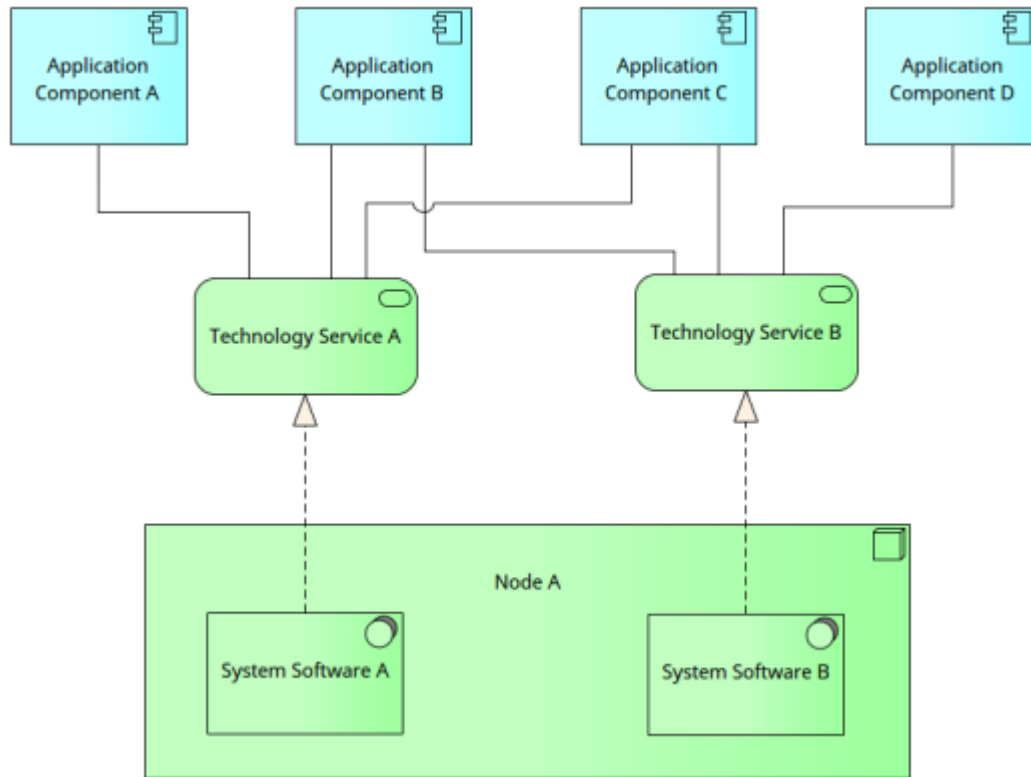 Application
Component A
Application
Component B
Application
Component C
Application
Component D
Technology Service A
Technology Service B
Node A
System Software A
System Software B